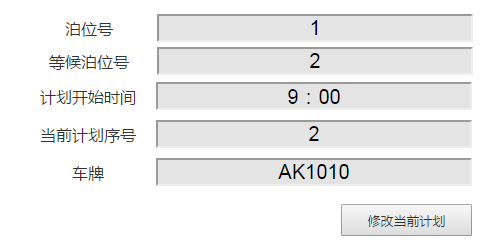 泊位号 1
等候泊位号 2
计划开始时间 9：00
当前计划序号 2
车牌 AK1010
修改当前计划